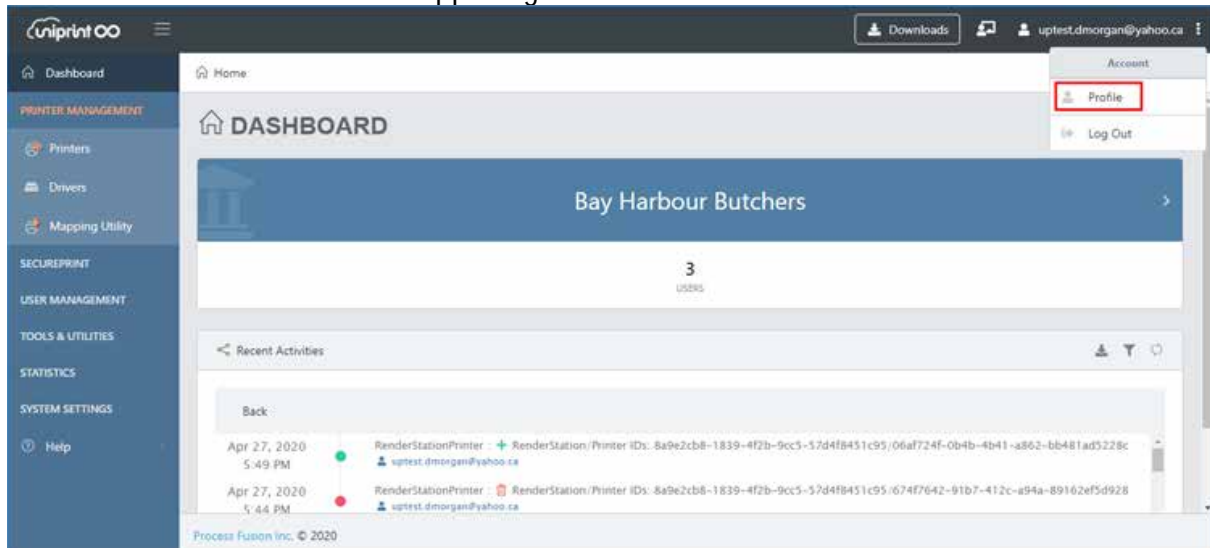 uniprint
Downloads
uptest.dmorgan@yahoo.ca
Dashboard
Home
Account
Profile
Log Out
PRINTER MANAGEMENT
DASHBOARD
Printers
Drivers
Mapping Utility
Bay Harbour Butchers
SECUREPRINT
3
USERS
USER MANAGEMENT
TOOLS & UTILITIES
Recent Activities
STATISTICS
SYSTEM SETTINGS
Back
Help
Apr 27, 2020
5:49 PM
RenderStationPrinter : + RenderStation/Printer IDs: 8a9e2cb8-1839-4f2b-9cc5-57d4f8451c95/06af724f-0b4b-4b41-a862-bb481ad5228c
uptest.dmorgan@yahoo.ca
Apr 27, 2020
5:44 PM
RenderStationPrinter : RenderStation/Printer IDs: 8a9e2cb8-1839-4f2b-9cc5-57d4f8451c95/674f7642-91b7-412c-a94a-89162ef5d928
uptest.dmorgan@yahoo.ca
Process Fusion Inc. © 2020